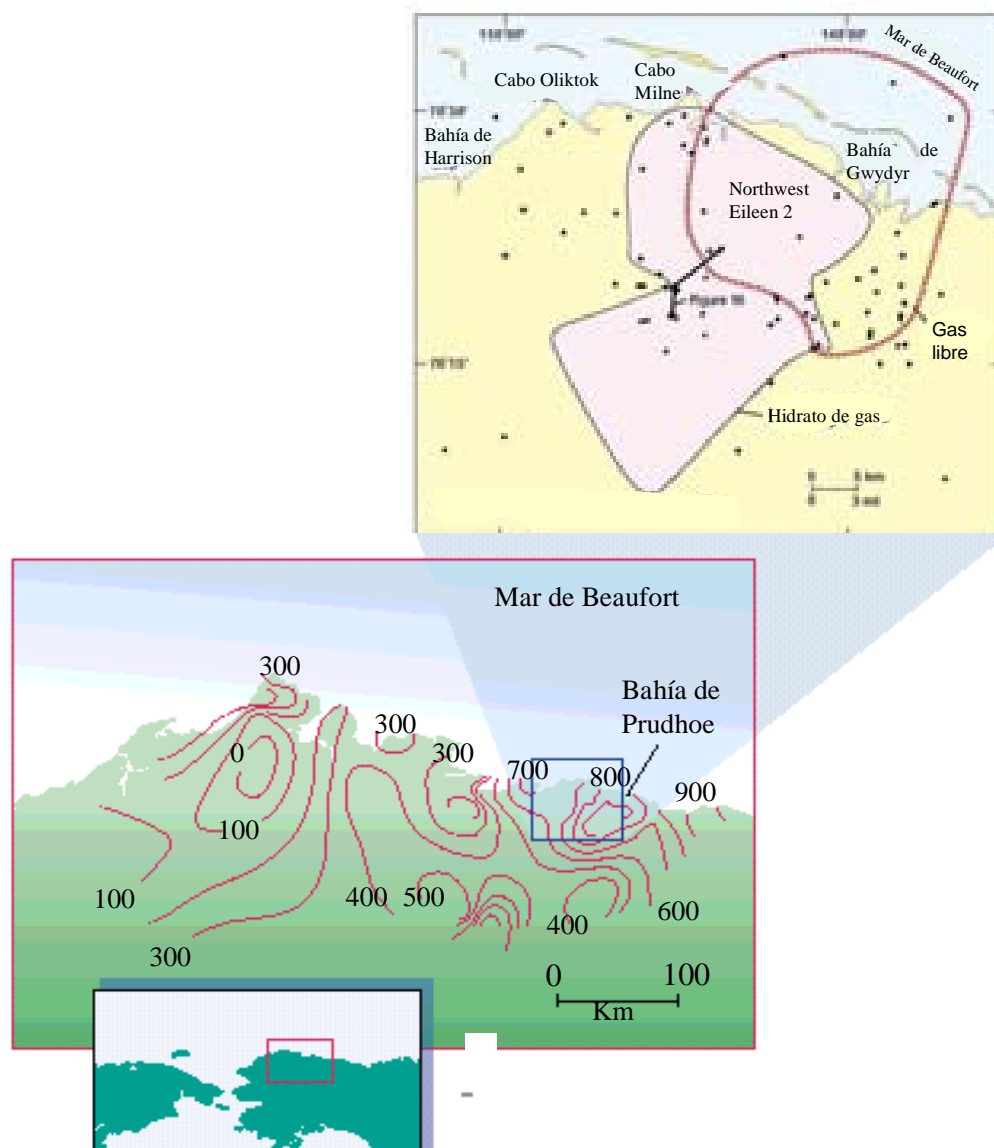 Mar de Beaufort
Cabo Oliktok
Cabo
Milne
Bahía de
Harrison
Bahía de
Gwydyr
Northwest
Eileen 2
Gas
libre
Hidrato de gas
Mar de Beaufort
300
Bahía de
Prudhoe
300
0
300
700
800
900
100
100
400
500
400
600
300
0 100
Km